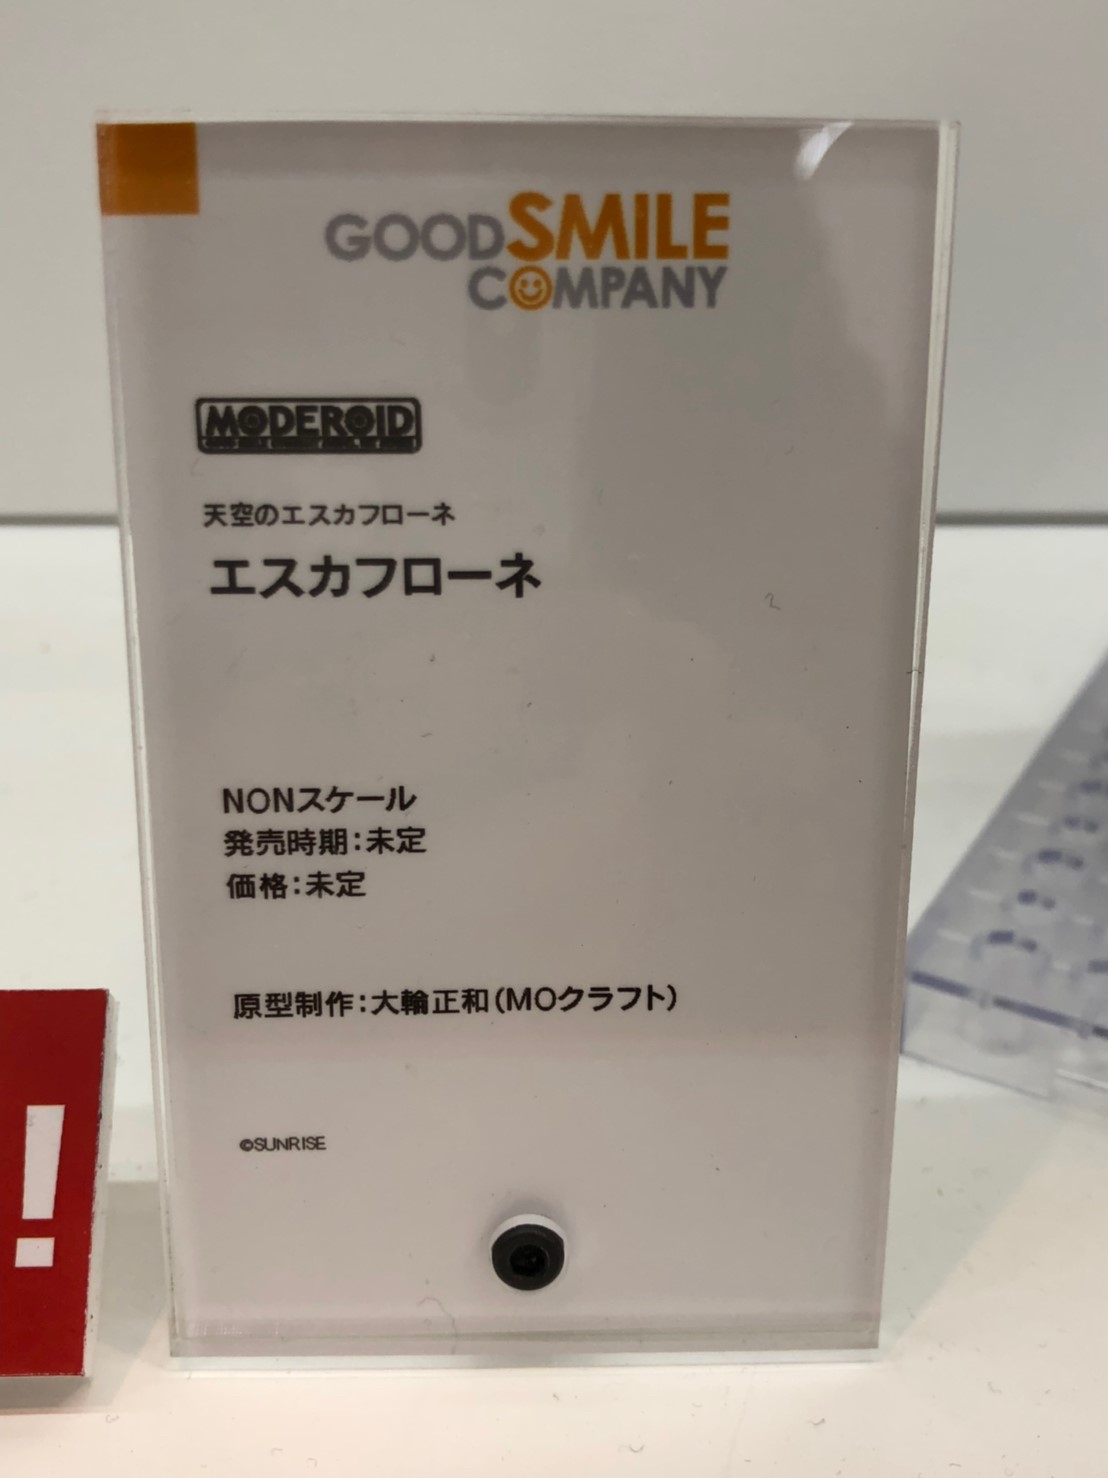 GOOD SMILE
COMPANY
MODEROID
天空のエスカフローネ
エスカフローネ
NONスケール
発売時期：未定
価格：未定
原型制作：大輪正和（MOクラフト）
©SUNRISE
!